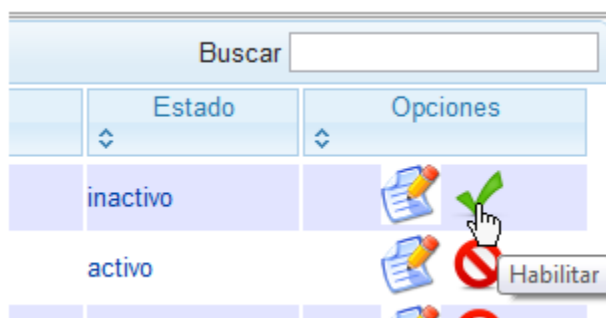 Buscar
Estado Opciones
inactivo
activo
Habilitar